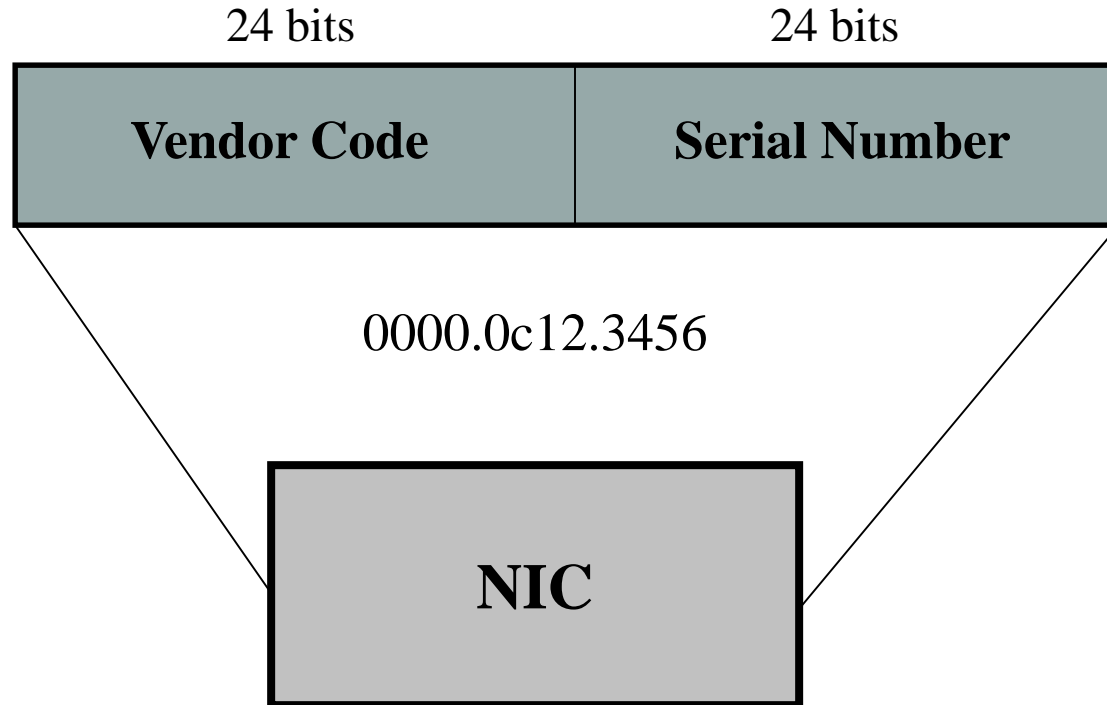 24 bits 24 bits
Vendor Code Serial Number
0000.0c12.3456
NIC